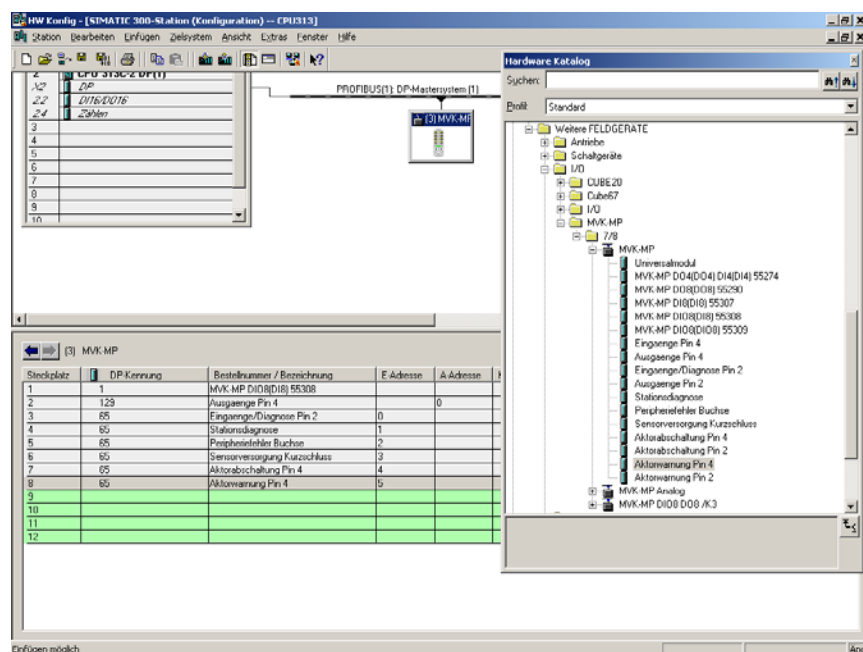 HW Konfig - [SIMATIC 300-Station (Konfiguration) -- CPU313]
Station Bearbeiten Einfügen Zielsystem Ansicht Extras Fenster Hilfe
2 CPU 313C-2 DP(1)
X2 DP
2.2 DI16/DO16
2.4 Zählen
3
4
5
6
7
8
9
10
PROFIBUS(1): DP-Mastersystem (1)
(3) MVK-MP
Hardware Katalog
Suchen:
Profil: Standard
Weitere FELDGERÄTE
Antriebe
Schaltgeräte
I/O
CUBE20
Cube67
I/O
MVK-MP
7/8
MVK-MP
Universalmodul
MVK-MP DO4(DO4) DI4(DI4) 55274
MVK-MP DO8(DO8) 55290
MVK-MP DI8(DI8) 55307
MVK-MP DIO8(DI8) 55308
MVK-MP DIO8(DIO8) 55309
Eingaenge Pin 4
Ausgaenge Pin 4
Eingaenge/Diagnose Pin 2
Ausgaenge Pin 2
Stationsdiagnose
Peripheriefehler Buchse
Sensorversorgung Kurzschluss
Aktorabschaltung Pin 4
Aktorabschaltung Pin 2
Aktorwarnung Pin 4
Aktorwarnung Pin 2
MVK-MP Analog
MVK-MP DIO8 DO8 /K3
(3) MVK-MP
Steckplatz DP-Kennung Bestellnummer / Bezeichnung E-Adresse A-Adresse K
1 1 MVK-MP DIO8(DI8) 55308
2 129 Ausgaenge Pin 4 0
3 65 Eingaenge/Diagnose Pin 2 0
4 65 Stationsdiagnose 1
5 65 Peripheriefehler Buchse 2
6 65 Sensorversorgung Kurzschluss 3
7 65 Aktorabschaltung Pin 4 4
8 65 Aktorwarnung Pin 4 5
9
10
11
12
Einfügen möglich